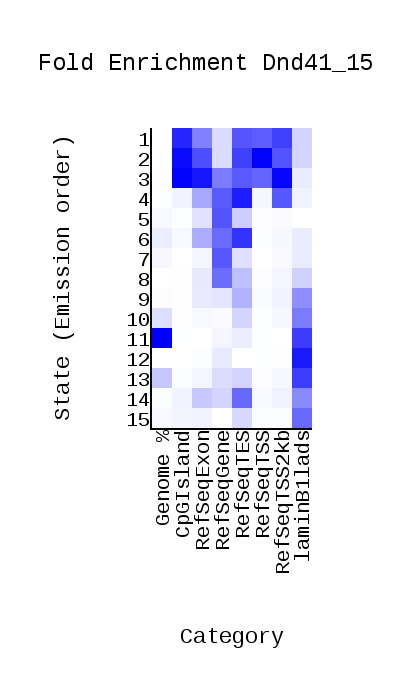 Fold Enrichment Dnd41_15
State (Emission order)
1
2
3
4
5
6
7
8
9
10
11
12
13
14
15
Genome %
CpGIsland
RefSeqExon
RefSeqGene
RefSeqTES
RefSeqTSS
RefSeqTSS2kb
laminB1lads
Category